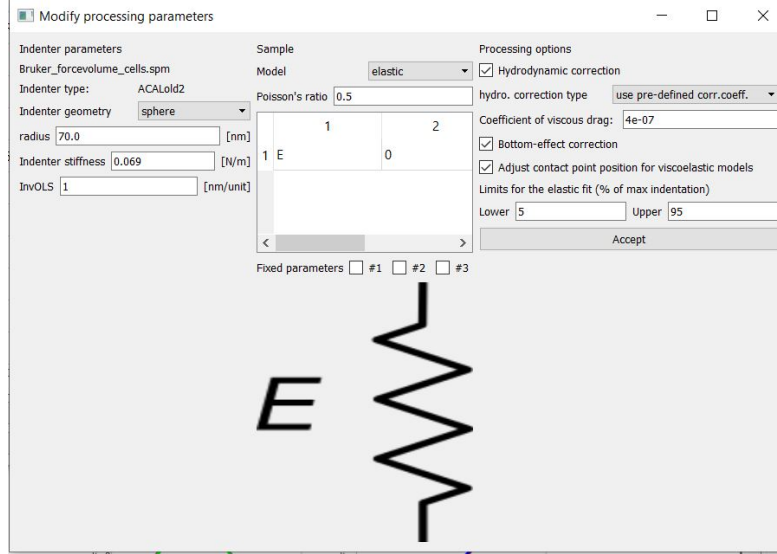 Modify processing parameters
Indenter parameters
Bruker_forcevolume_cells.spm
Indenter type: ACALold2
Indenter geometry sphere
radius 70.0 [nm]
Indenter stiffness 0.069 [N/m]
InvOLS 1 [nm/unit]
Sample
Model elastic
Poisson's ratio 0.5
1 2
1 E 0
Fixed parameters #1 #2 #3
E
Processing options
Hydrodynamic correction
hydro. correction type use pre-defined corr.coeff.
Coefficient of viscous drag: 4e-07
Bottom-effect correction
Adjust contact point position for viscoelastic models
Limits for the elastic fit (% of max indentation)
Lower 5 Upper 95
Accept